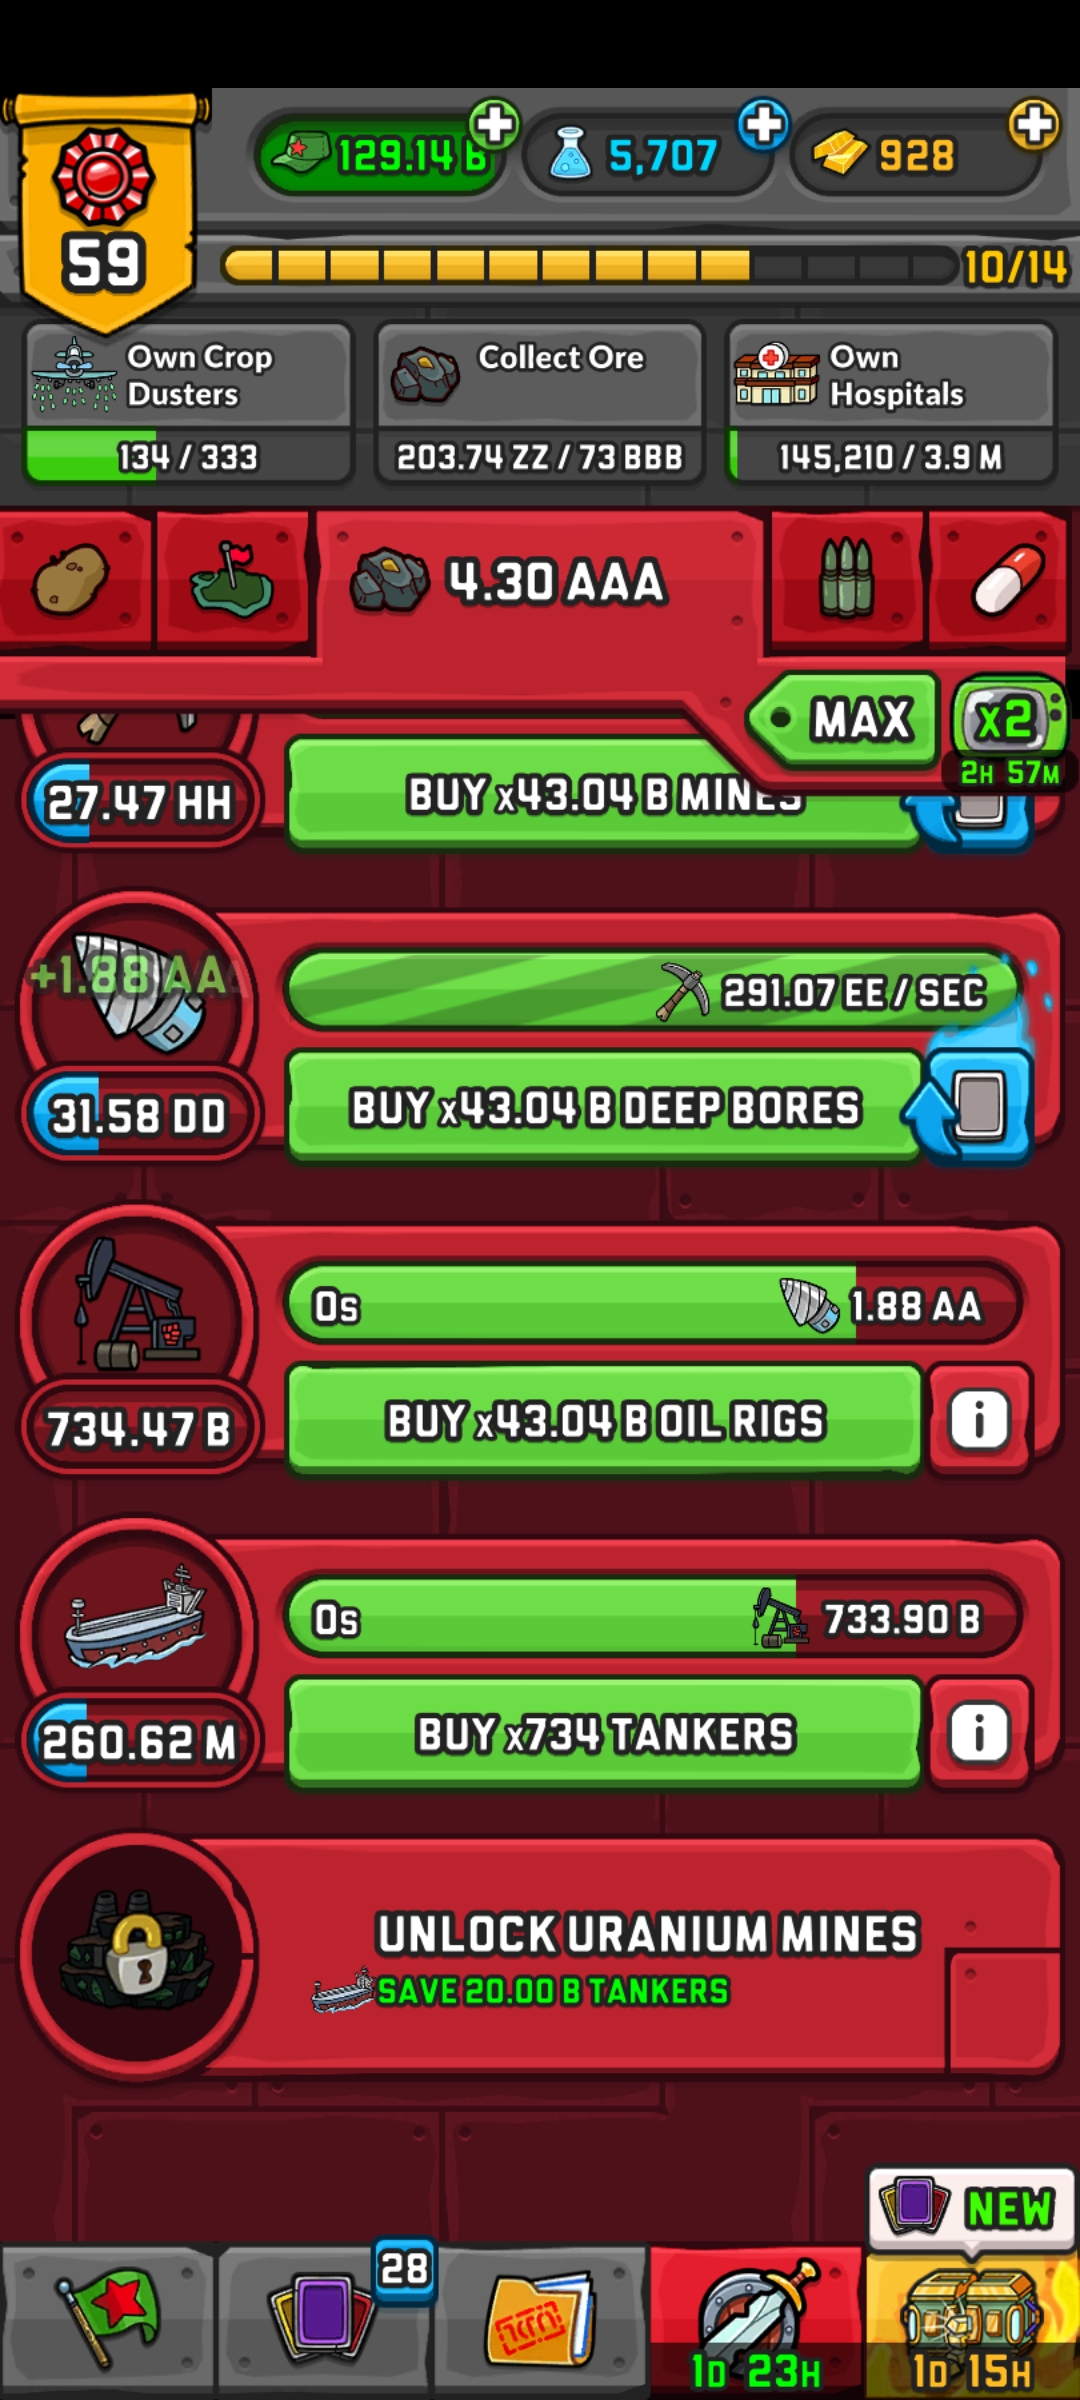 129.14 B
5,707
928
59
10/14
Own Crop
Dusters
134 / 333
Collect Ore
203.74 ZZ / 73 BBB
Own
Hospitals
145,210 / 3.9 M
4.30 AAA
MAX
x2
2H 57M
27.47 HH
BUY x43.04 B MINES
+1.88 AA
291.07 EE / SEC
31.58 DD
BUY x43.04 B DEEP BORES
0s
1.88 AA
734.47 B
BUY x43.04 B OIL RIGS
0s
733.90 B
260.62 M
BUY x734 TANKERS
UNLOCK URANIUM MINES
SAVE 20.00 B TANKERS
NEW
28
1D 23H
1D 15H